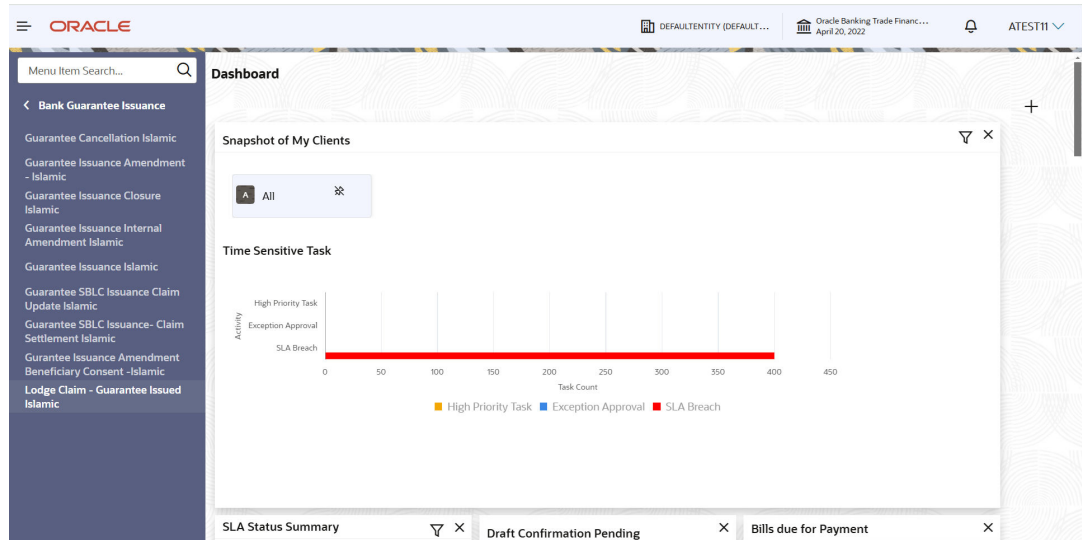 ORACLE
DEFAULTENTITY (DEFAULT...
Oracle Banking Trade Financ...
April 20, 2022
ATEST11
Menu Item Search...
Bank Guarantee Issuance
Guarantee Cancellation Islamic
Guarantee Issuance Amendment
- Islamic
Guarantee Issuance Closure
Islamic
Guarantee Issuance Internal
Amendment Islamic
Guarantee Issuance Islamic
Guarantee SBLC Issuance Claim
Update Islamic
Guarantee SBLC Issuance- Claim
Settlement Islamic
Gurantee Issuance Amendment
Beneficiary Consent -Islamic
Lodge Claim - Guarantee Issued
Islamic
Dashboard
Snapshot of My Clients
A All
Time Sensitive Task
Activity
High Priority Task
Exception Approval
SLA Breach
0 50 100 150 200 250 300 350 400 450
Task Count
High Priority Task Exception Approval SLA Breach
SLA Status Summary
Draft Confirmation Pending
Bills due for Payment